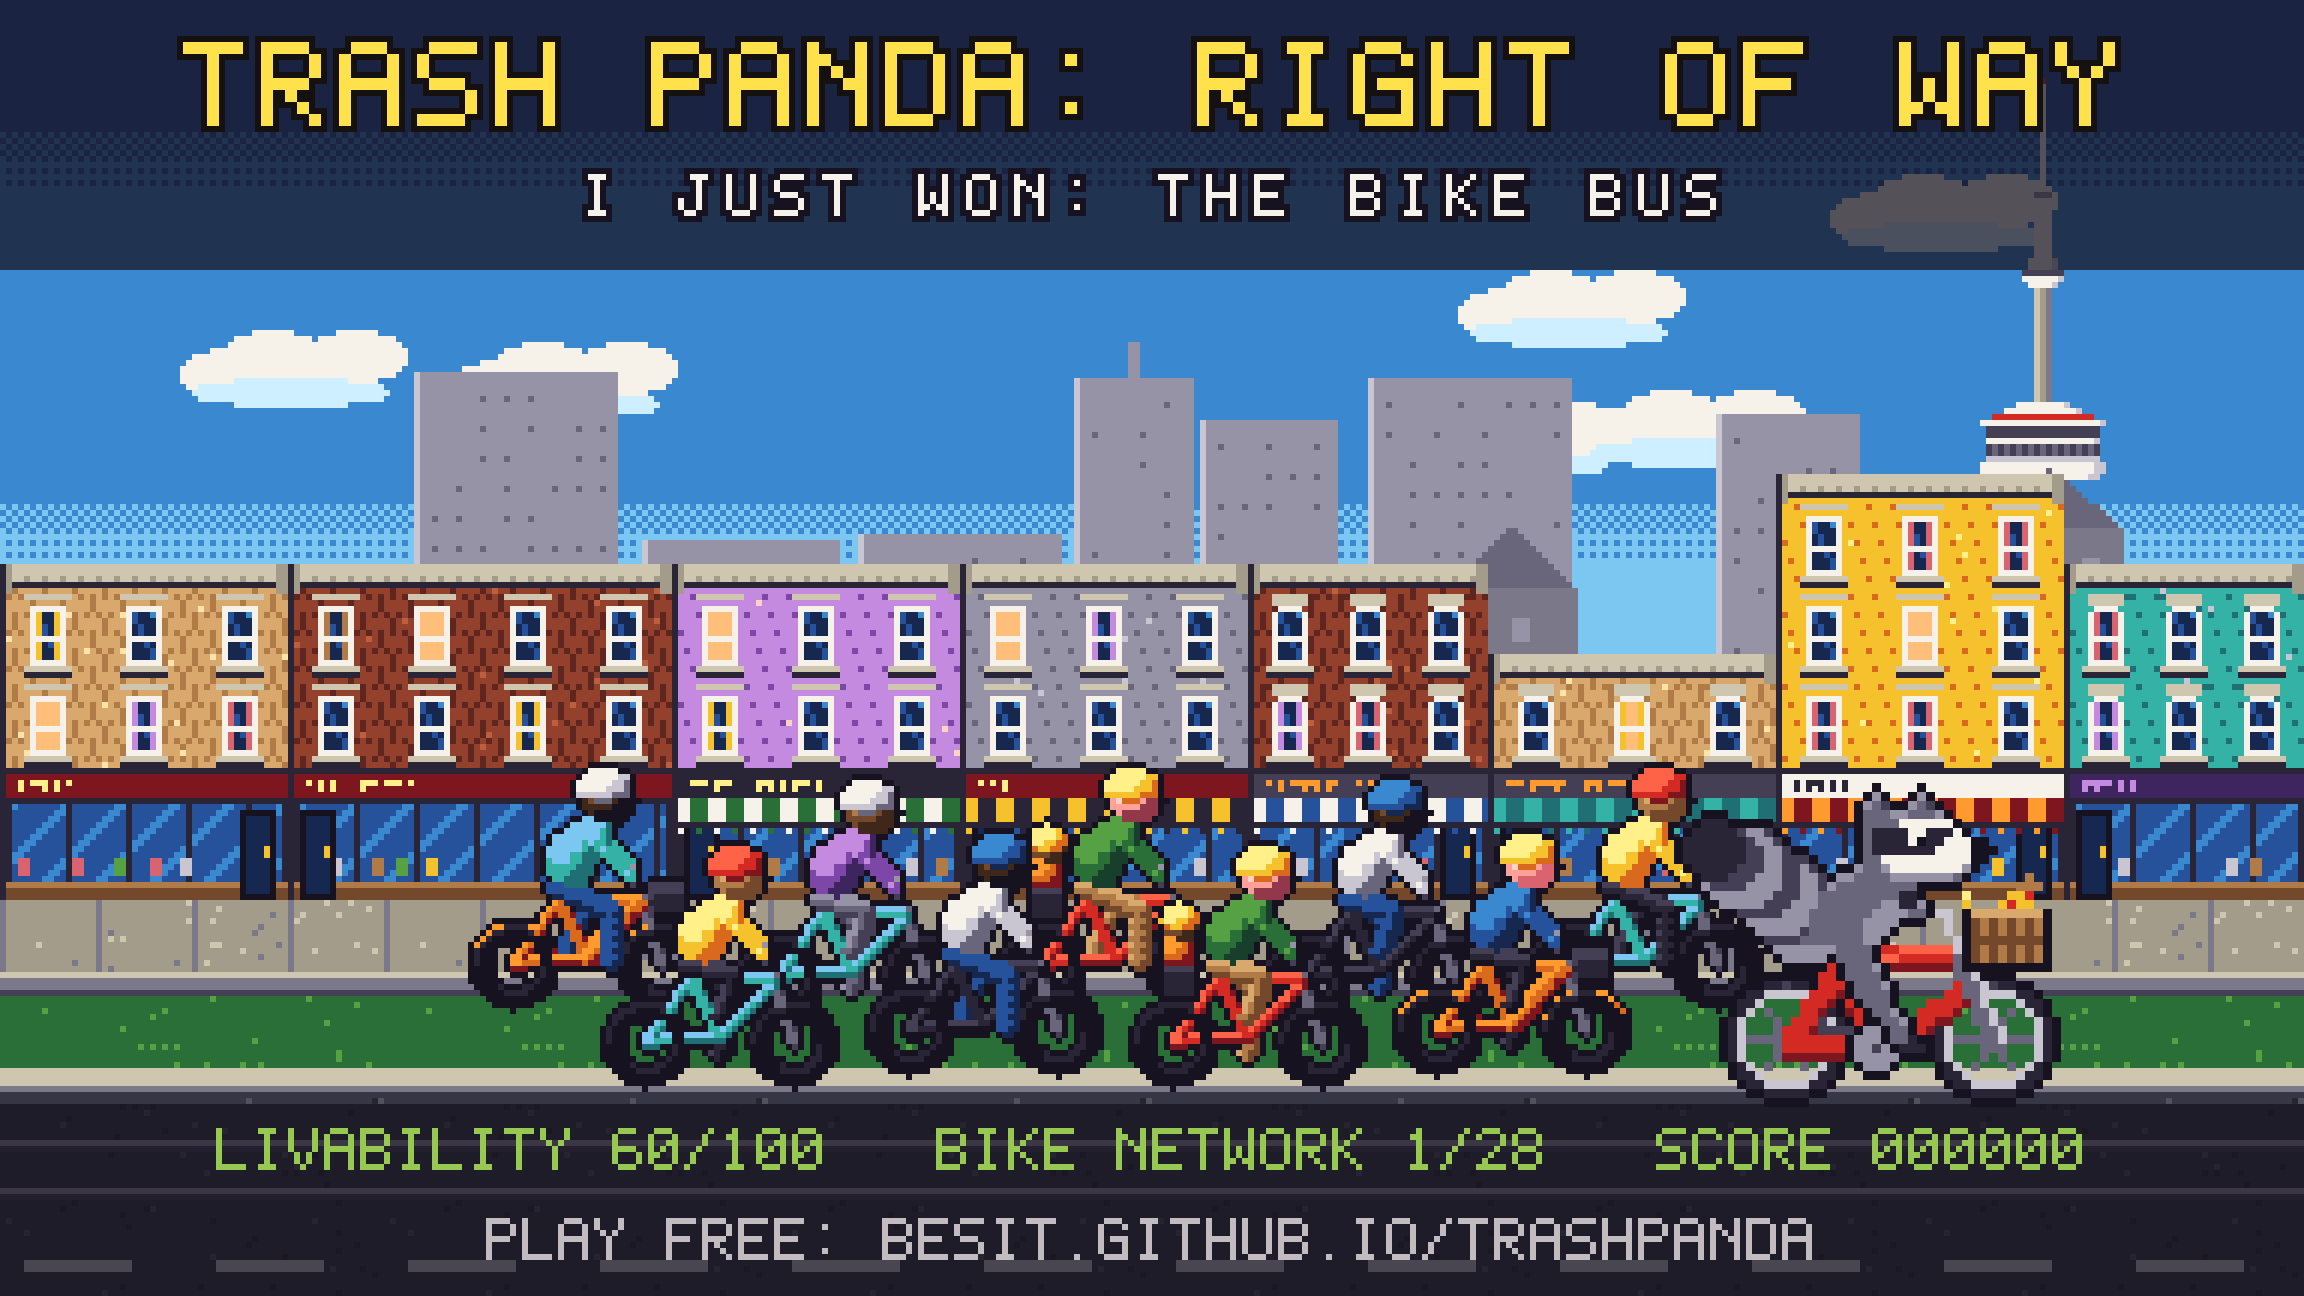 TRASH PANDA: RIGHT OF WAY
I JUST WON: THE BIKE BUS
LIVABILITY 60/100 BIKE NETWORK 1/28 SCORE 000000
PLAY FREE: BESIT.GITHUB.IO/TRASHPANDA